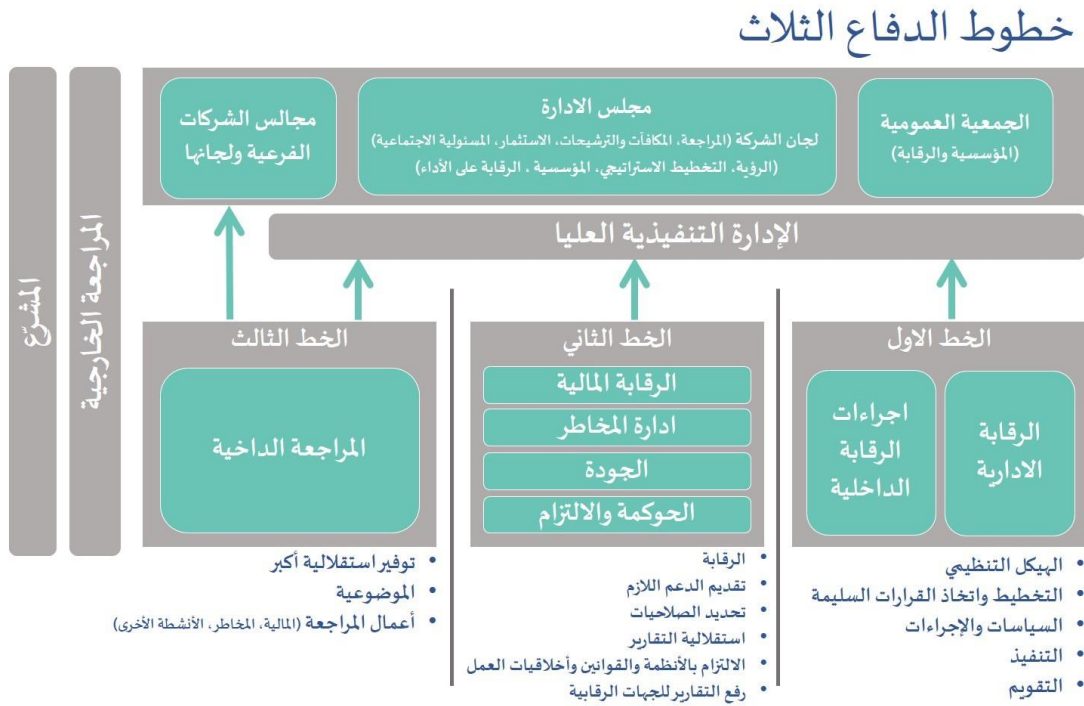 خطوط الدفاع الثلاث
الجمعية العمومية
(المؤسسية والرقابة)
مجلس الادارة
لجان الشركة (المراجعة، المكافآت والترشيحات، الاستثمار، المسئولية الاجتماعية)
(الرؤية، التخطيط الاستراتيجي، المؤسسية ، الرقابة على الأداء)
مجالس الشركات
الفرعية ولجانها
المراجعة الخارجية
المشرّع
الإدارة التنفيذية العليا
الخط الاول
الرقابة
الادارية
اجراءات
الرقابة
الداخلية
• الهيكل التنظيمي
• التخطيط واتخاذ القرارات السليمة
• السياسات والإجراءات
• التنفيذ
• التقويم
الخط الثاني
الرقابة المالية
ادارة المخاطر
الجودة
الحوكمة والالتزام
• الرقابة
• تقديم الدعم اللازم
• تحديد الصلاحيات
• استقلالية التقارير
• الالتزام بالأنظمة والقوانين وأخلاقيات العمل
• رفع التقارير للجهات الرقابية
الخط الثالث
المراجعة الداخية
• توفير استقلالية أكبر
• الموضوعية
• أعمال المراجعة (المالية، المخاطر، الأنشطة الأخرى)